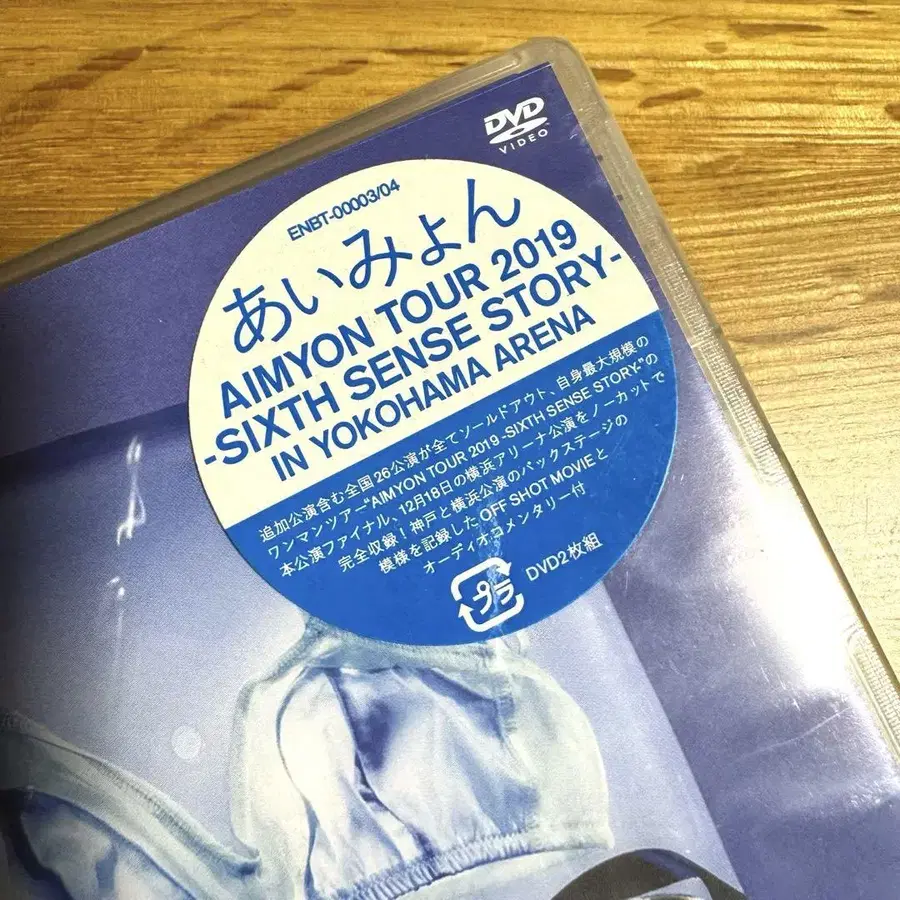 DVD
VIDEO
ENBT-00003/04
あいみょん
AIMYON TOUR 2019
-SIXTH SENSE STORY-
IN YOKOHAMA ARENA
追加公演含む全国26公演が全てソールドアウト、自身最大規模の
ワンマンツアー“AIMYON TOUR 2019 -SIXTH SENSE STORY-”の
本公演ファイナル、12月18日の横浜アリーナ公演をノーカットで
完全収録!神戸と横浜公演のバックステージの
模様を記録したOFF SHOT MOVIEと
オーディオコメンタリー付
プラ
DVD2枚組